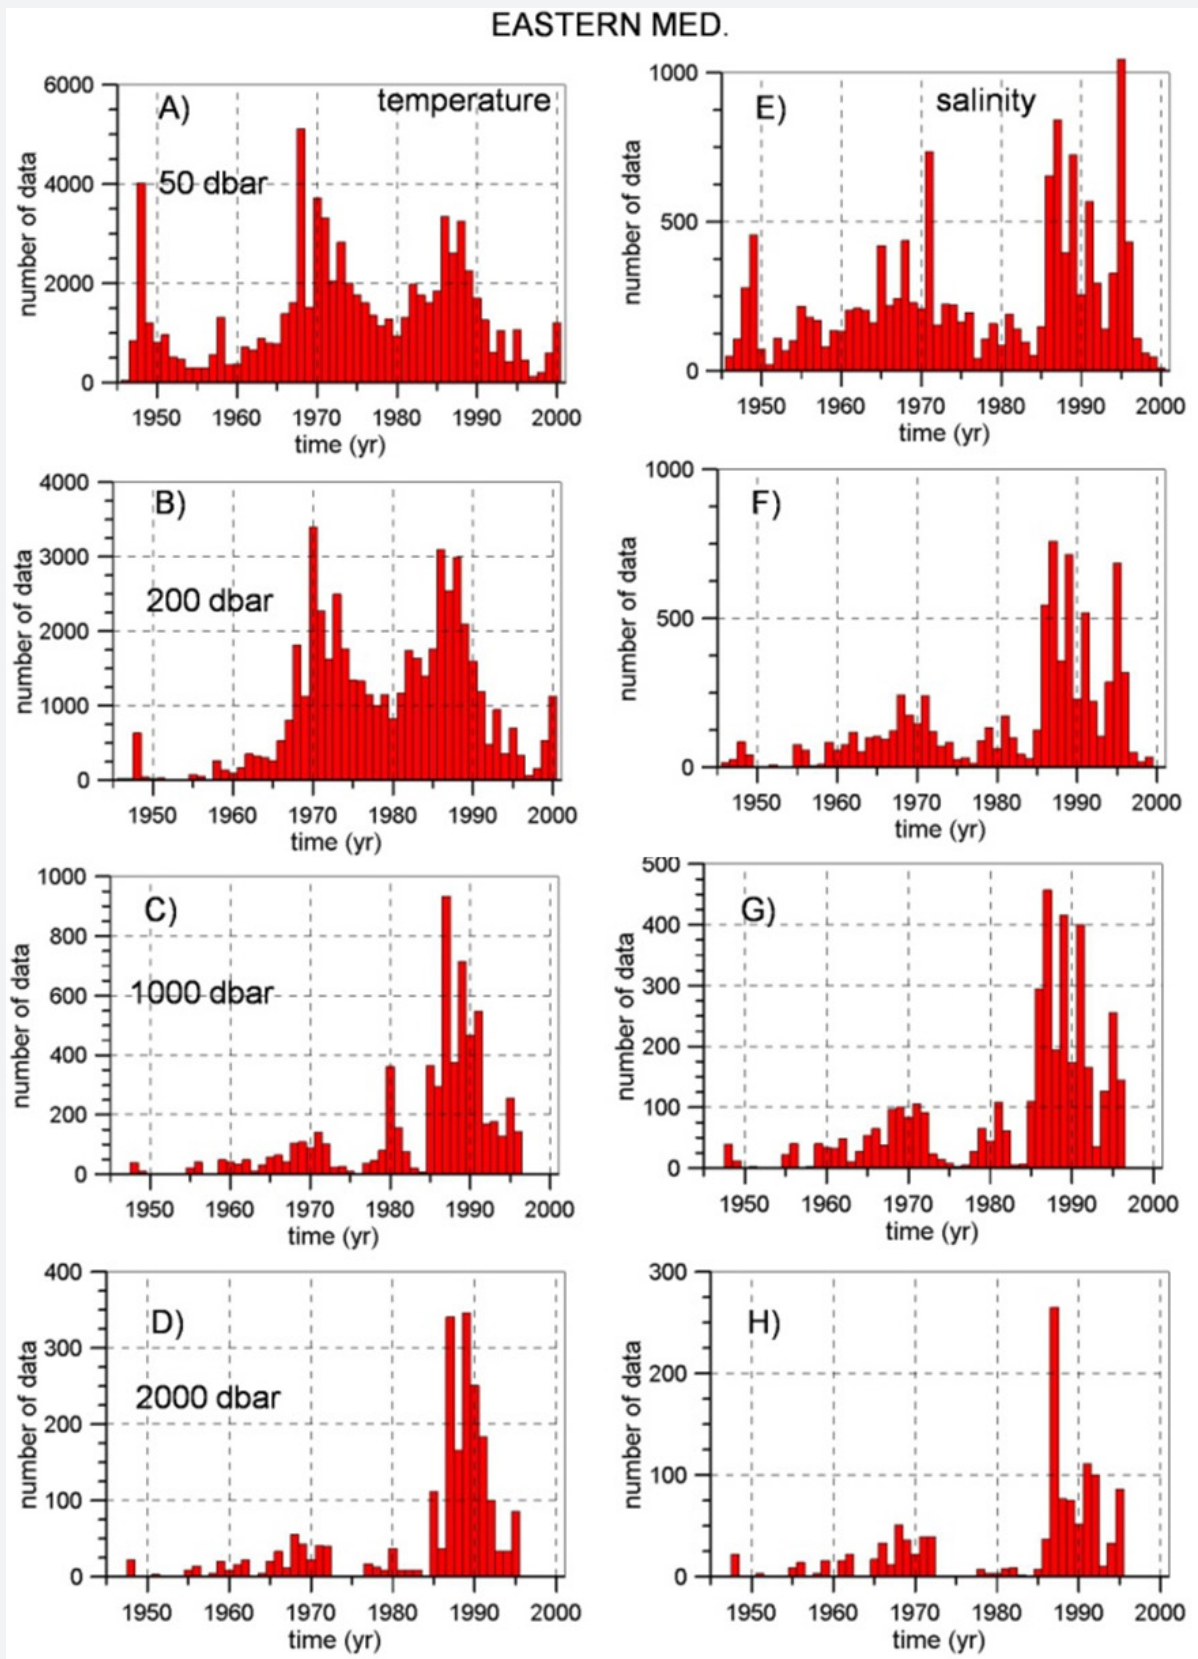 EASTERN MED.
A)
temperature
50 dbar
6000
4000
2000
0
number of data
1950 1960 1970 1980 1990 2000
time (yr)
E)
salinity
1000
500
0
number of data
1950 1960 1970 1980 1990 2000
time (yr)
B)
200 dbar
4000
3000
2000
1000
0
number of data
1950 1960 1970 1980 1990 2000
time (yr)
F)
1000
500
0
number of data
1950 1960 1970 1980 1990 2000
time (yr)
C)
1000 dbar
1000
800
600
400
200
0
number of data
1950 1960 1970 1980 1990 2000
time (yr)
G)
500
400
300
200
100
0
number of data
1950 1960 1970 1980 1990 2000
time (yr)
D)
2000 dbar
400
300
200
100
0
number of data
1950 1960 1970 1980 1990 2000
time (yr)
H)
300
200
100
0
number of data
1950 1960 1970 1980 1990 2000
time (yr)